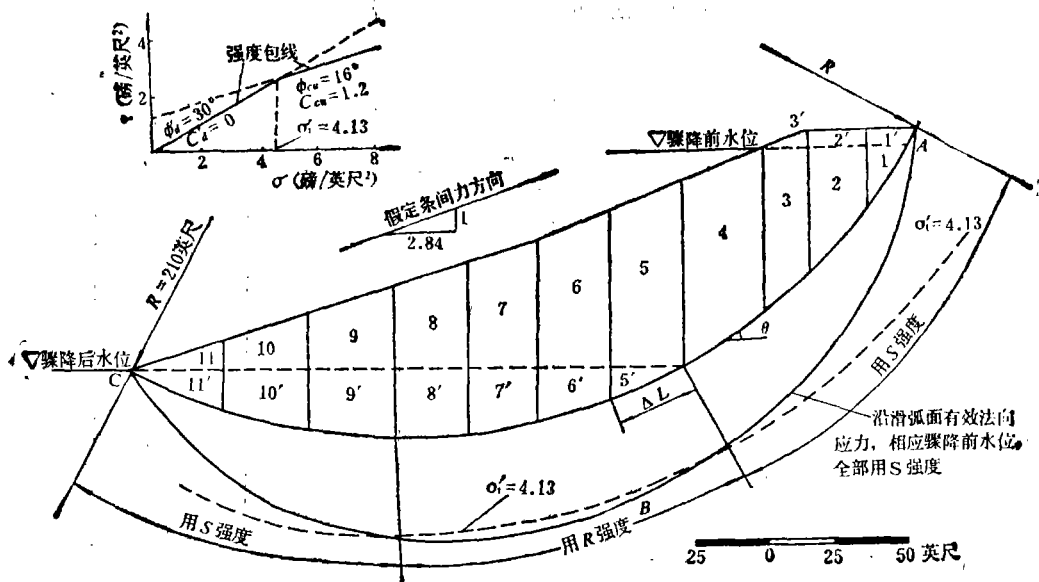 τ (磅/英尺²)
4
2
强度包线
φ'd=30°
C'd=0
φcu=16°
Ccu=1.2
σ'1=4.13
2 4 6 8
σ (磅/英尺²)
R
▽骤降前水位
3' 2' 1'
A
1
2
3
4
5
6
7
8
9
10
11
假定条间力方向
1
2.84
R=210英尺
▽骤降后水位
C
11' 10' 9' 8' 7' 6' 5'
θ
ΔL
σ'1=4.13
用S强度
沿滑弧面有效法向
应力,相应骤降前水位,
全部用S强度
σ'1=4.13
B
用S强度
用R强度
25 0 25 50 英尺